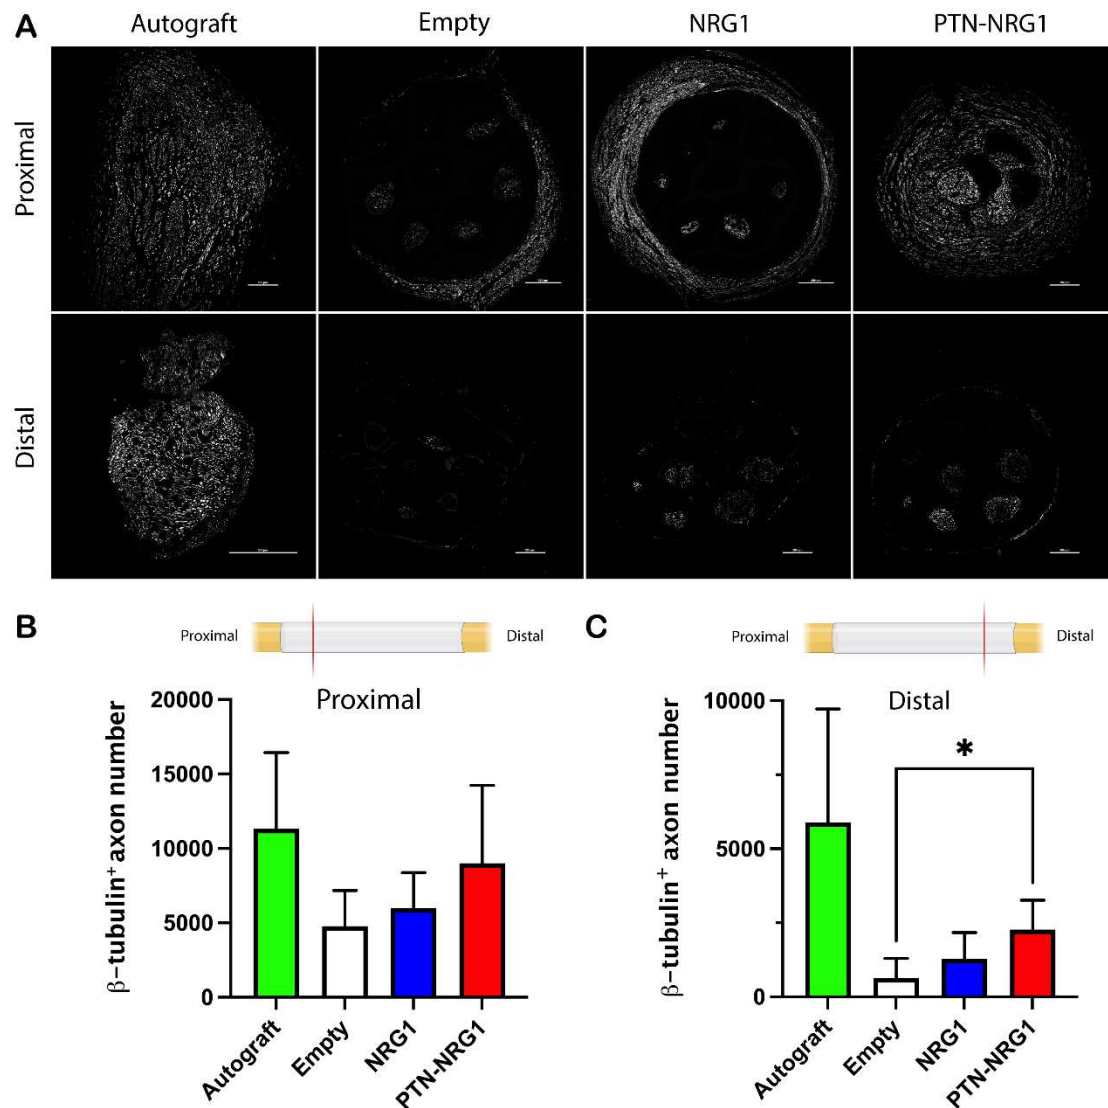 A
Autograft
Empty
NRG1
PTN-NRG1
Proximal
Distal
B
Proximal
Distal
Proximal
β-tubulin⁺ axon number
20000
15000
10000
5000
0
Autograft
Empty
NRG1
PTN-NRG1
C
Proximal
Distal
Distal
β-tubulin⁺ axon number
10000
5000
0
*
Autograft
Empty
NRG1
PTN-NRG1